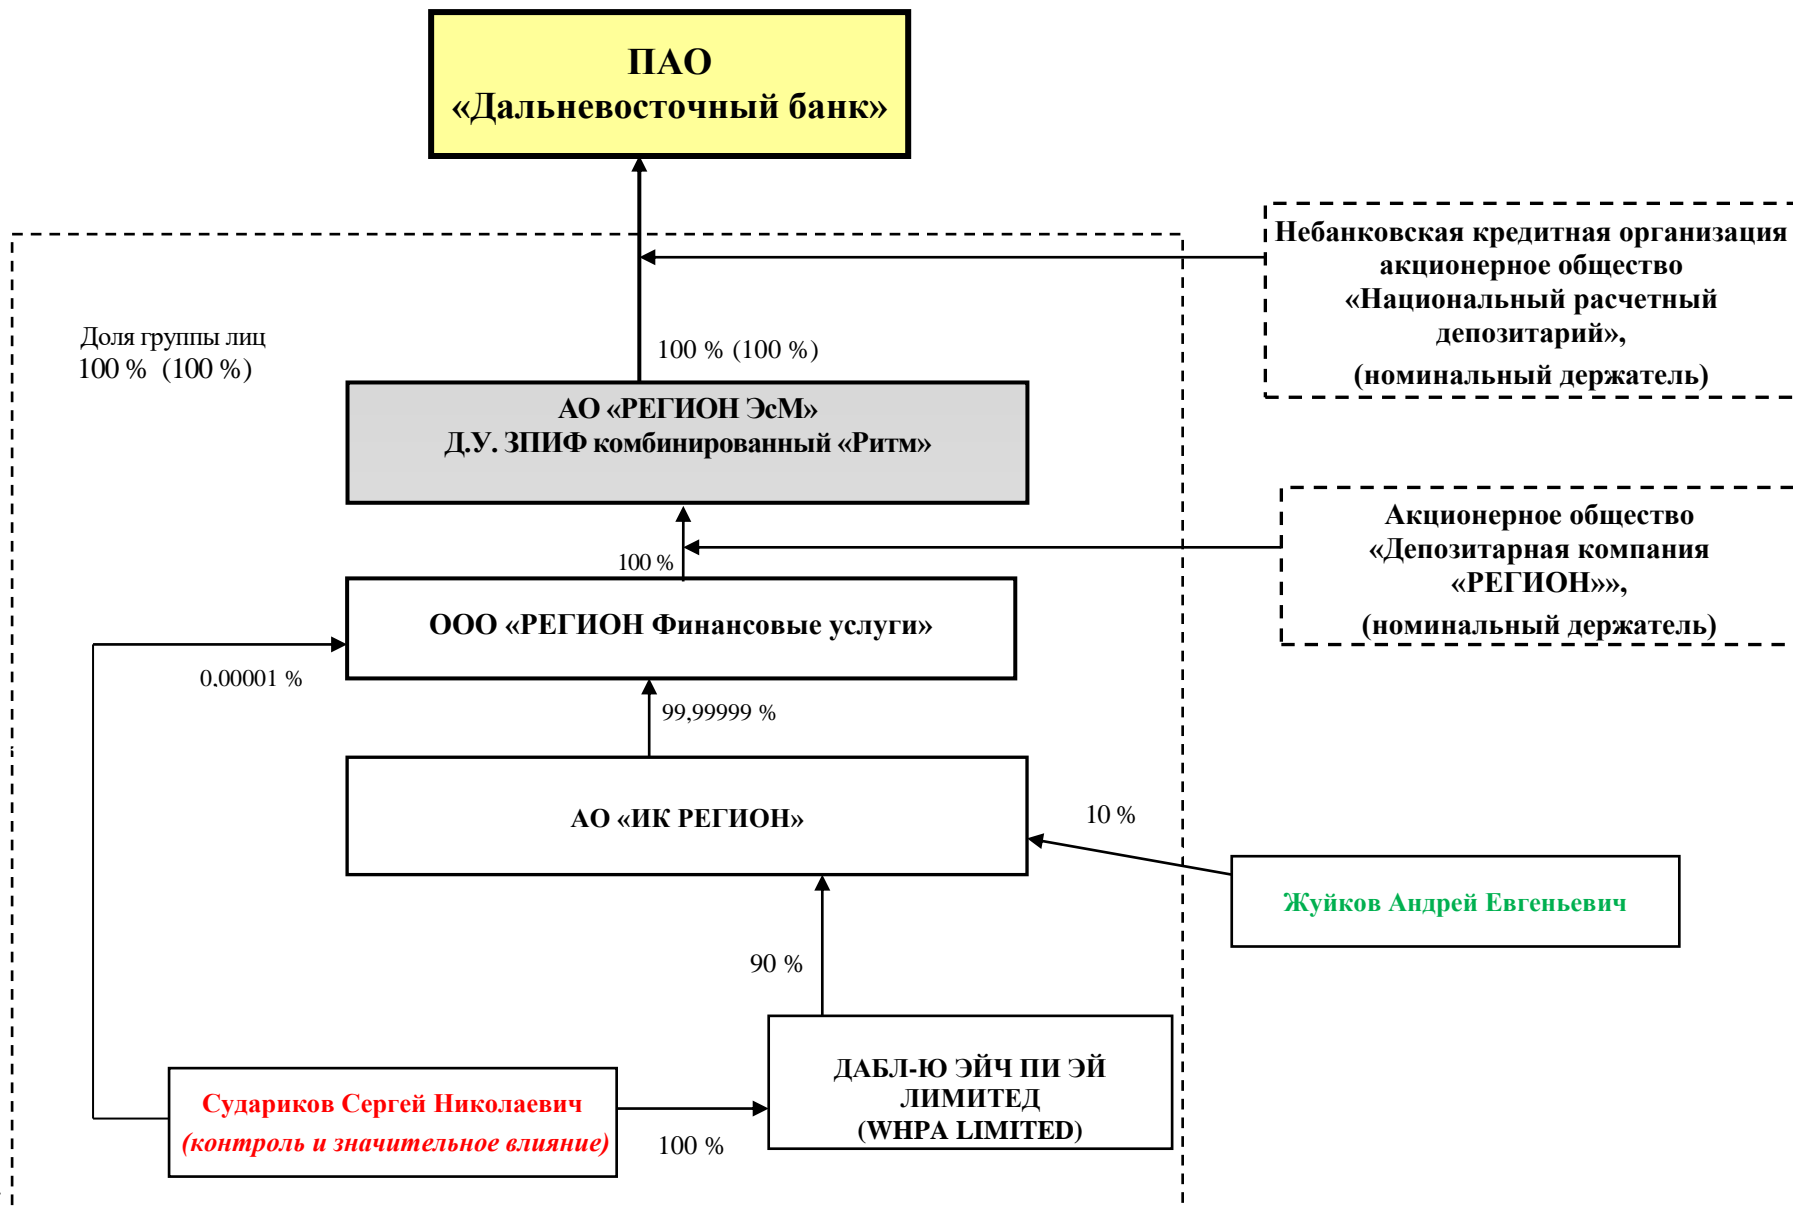 ПАО
«Дальневосточный банк»
Небанковская кредитная организация
акционерное общество
«Национальный расчетный
депозитарий»,
(номинальный держатель)
Доля группы лиц
100 % (100 %)
100 % (100 %)
АО «РЕГИОН ЭсМ»
Д.У. ЗПИФ комбинированный «Ритм»
Акционерное общество
«Депозитарная компания
«РЕГИОН»»,
(номинальный держатель)
100 %
ООО «РЕГИОН Финансовые услуги»
0,00001 %
99,99999 %
АО «ИК РЕГИОН»
10 %
Жуйков Андрей Евгеньевич
90 %
ДАБЛ-Ю ЭЙЧ ПИ ЭЙ
ЛИМИТЕД
(WHPA LIMITED)
Судариков Сергей Николаевич
(контроль и значительное влияние)
100 %